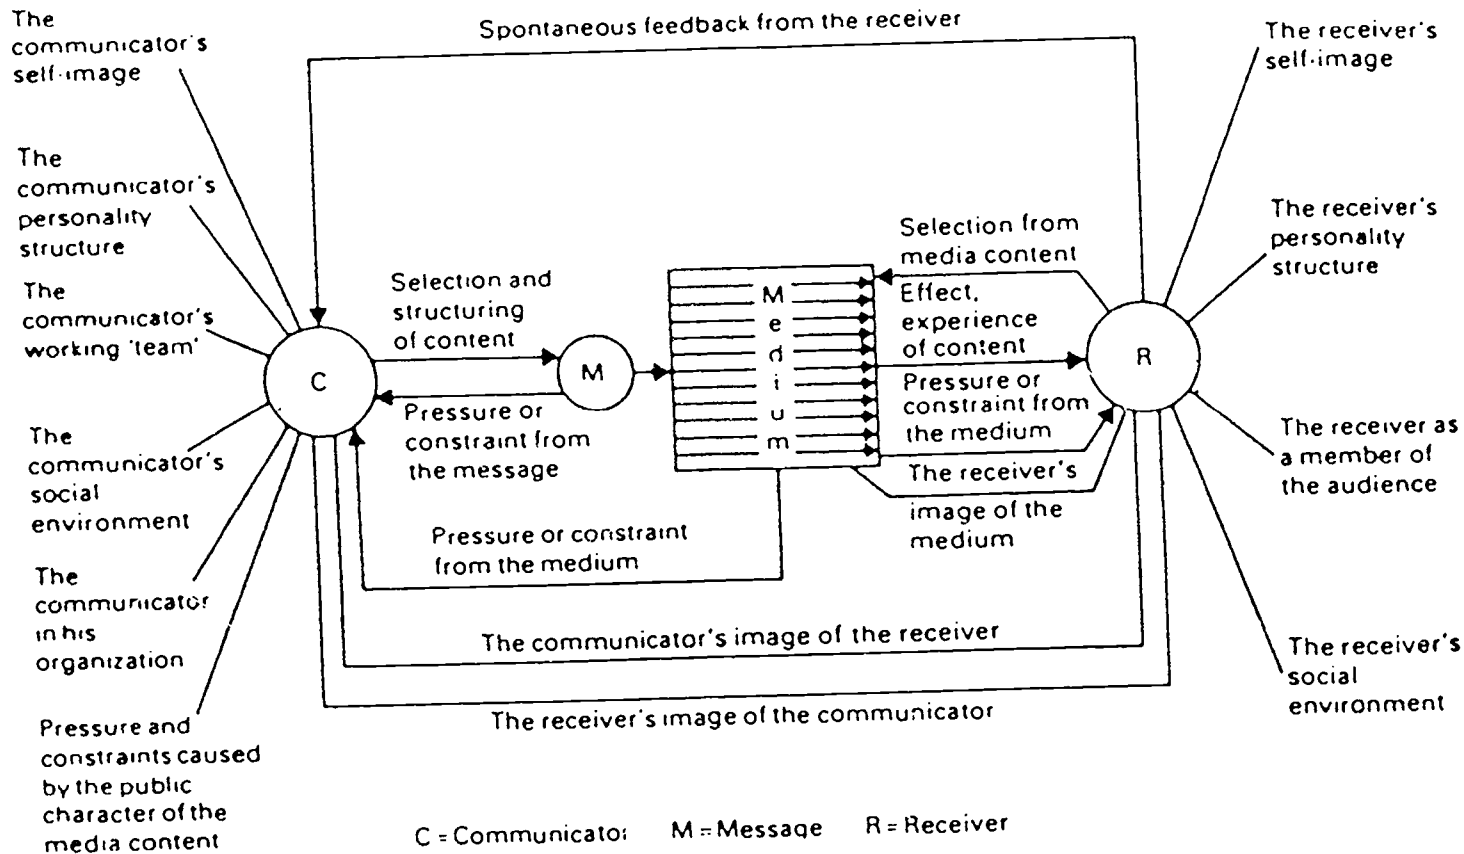 The
communicator's
self-image
Spontaneous feedback from the receiver
The receiver's
self-image
The
communicator's
personality
structure
The receiver's
personality
structure
The
communicator's
working 'team'
Selection and
structuring
of content
Selection from
media content
Effect,
experience
of content
C
M
Medium
R
Pressure or
constraint from
the message
Pressure or
constraint from
the medium
The receiver's
image of the
medium
The
communicator's
social
environment
The receiver as
a member of
the audience
Pressure or constraint
from the medium
The
communicator
in his
organization
The communicator's image of the receiver
The receiver's
social
environment
The receiver's image of the communicator
Pressure and
constraints caused
by the public
character of the
media content
C = Communicator M = Message R = Receiver